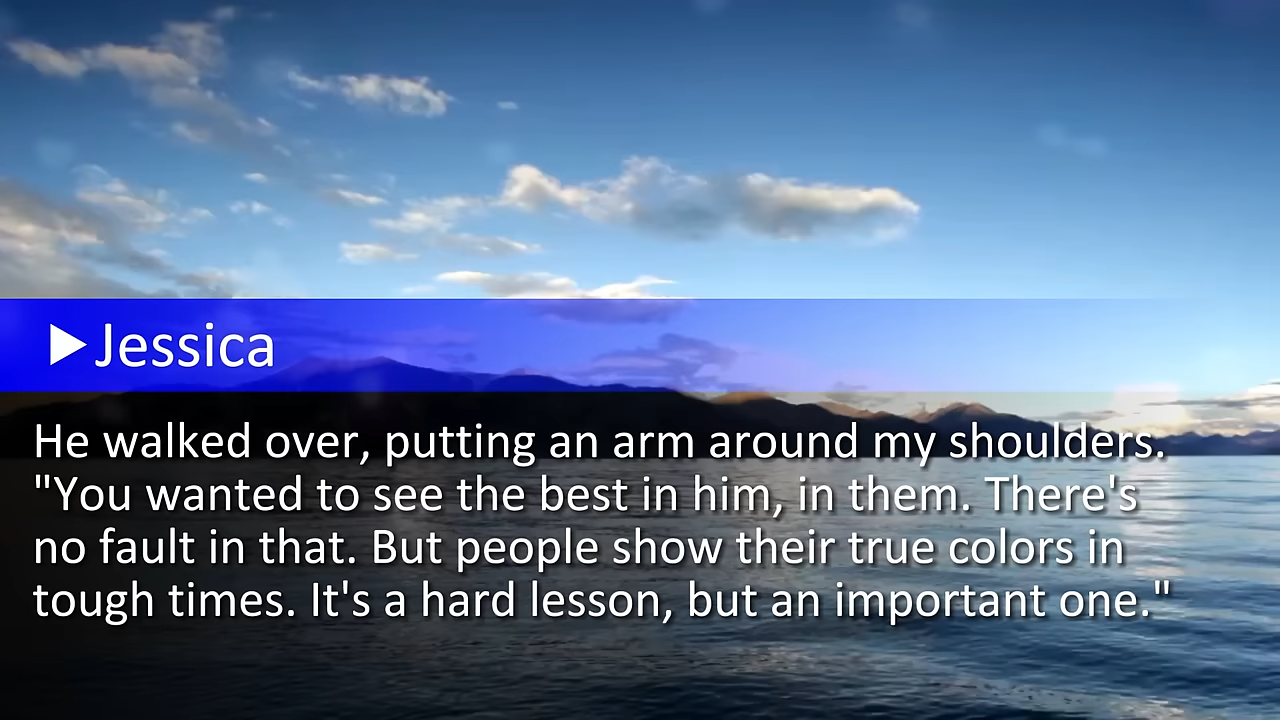 Jessica
He walked over, putting an arm around my shoulders.
"You wanted to see the best in him, in them. There's
no fault in that. But people show their true colors in
tough times. It's a hard lesson, but an important one."